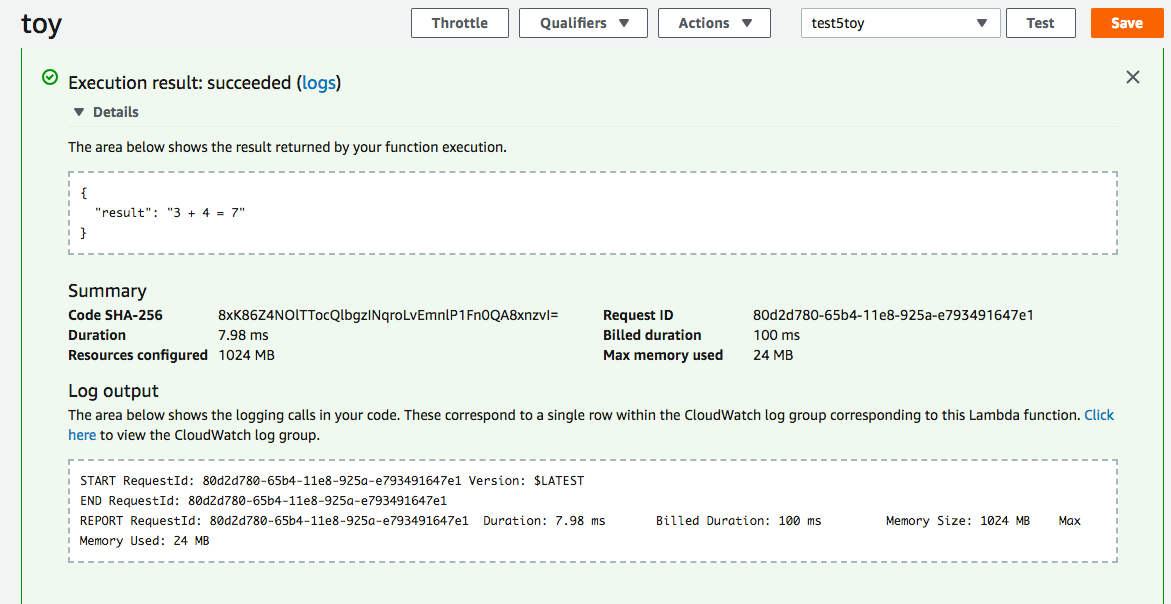 toy
Throttle
Qualifiers
Actions
test5toy
Test
Save
Execution result: succeeded (logs)
Details
The area below shows the result returned by your function execution.
{
"result": "3 + 4 = 7"
}
Summary
Code SHA-256 8xK86Z4NOlTTocQlbgzINqroLvEmnlP1Fn0QA8xnzvI=
Request ID 80d2d780-65b4-11e8-925a-e793491647e1
Duration 7.98 ms
Billed duration 100 ms
Resources configured 1024 MB
Max memory used 24 MB
Log output
The area below shows the logging calls in your code. These correspond to a single row within the CloudWatch log group corresponding to this Lambda function. Click
here to view the CloudWatch log group.
START RequestId: 80d2d780-65b4-11e8-925a-e793491647e1 Version: $LATEST
END RequestId: 80d2d780-65b4-11e8-925a-e793491647e1
REPORT RequestId: 80d2d780-65b4-11e8-925a-e793491647e1 Duration: 7.98 ms Billed Duration: 100 ms Memory Size: 1024 MB Max
Memory Used: 24 MB